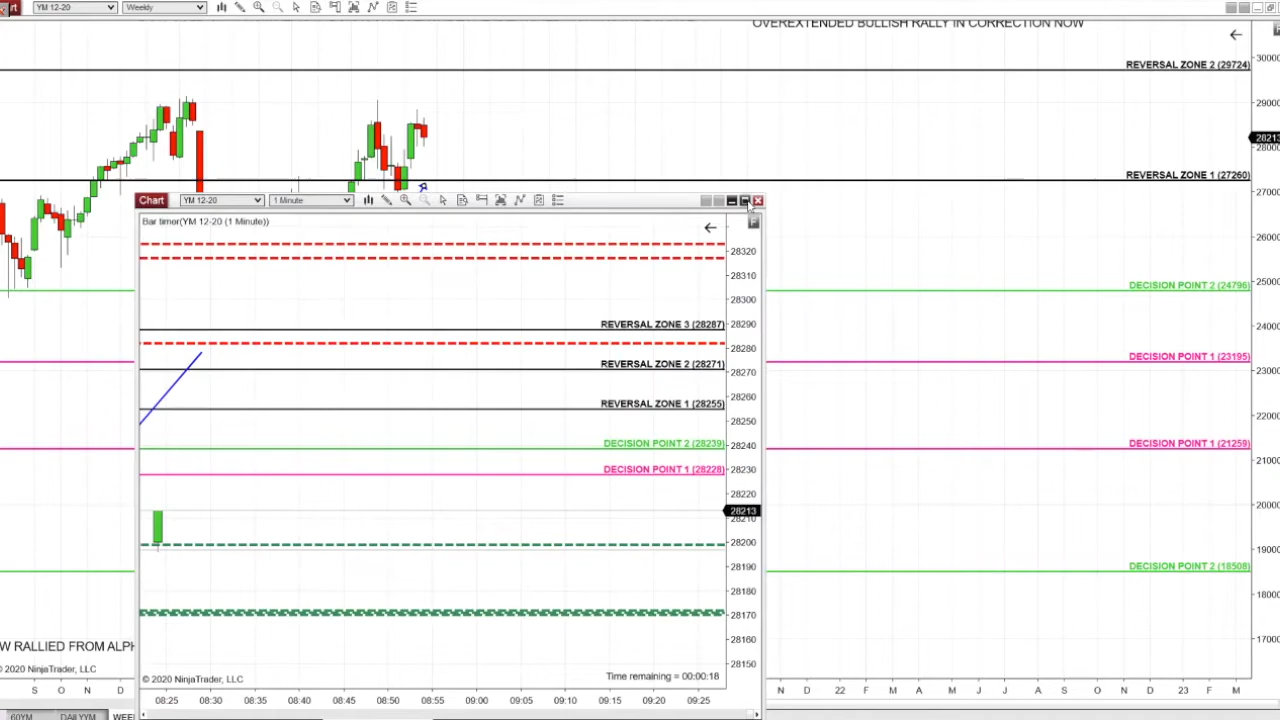 rt YM 12-20 Weekly
OVEREXTENDED BULLISH RALLY IN CORRECTION NOW
REVERSAL ZONE 2 (29724)
30000
29000
28213
28000
REVERSAL ZONE 1 (27260)
27000
26000
DECISION POINT 2 (24796)
25000
24000
DECISION POINT 1 (23195)
23000
22000
DECISION POINT 1 (21259)
21000
20000
19000
DECISION POINT 2 (18508)
18000
17000
Chart YM 12-20 1 Minute
Bar timer(YM 12-20 (1 Minute))
F
28320
28310
28300
REVERSAL ZONE 3 (28287)
28290
28280
REVERSAL ZONE 2 (28271)
28270
28260
REVERSAL ZONE 1 (28255)
28250
DECISION POINT 2 (28239)
28240
DECISION POINT 1 (28228)
28230
28220
28213
28210
28200
28190
28180
28170
28160
28150
Time remaining = 00:00:18
© 2020 NinjaTrader, LLC
08:25 08:30 08:35 08:40 08:45 08:50 08:55 09:00 09:05 09:10 09:15 09:20 09:25
W RALLIED FROM ALPH
© 2020 NinjaTrader, LLC
S O N D
N D 22 F M A M J J A S O N D 23 F M
60YM DAILYYM WEE